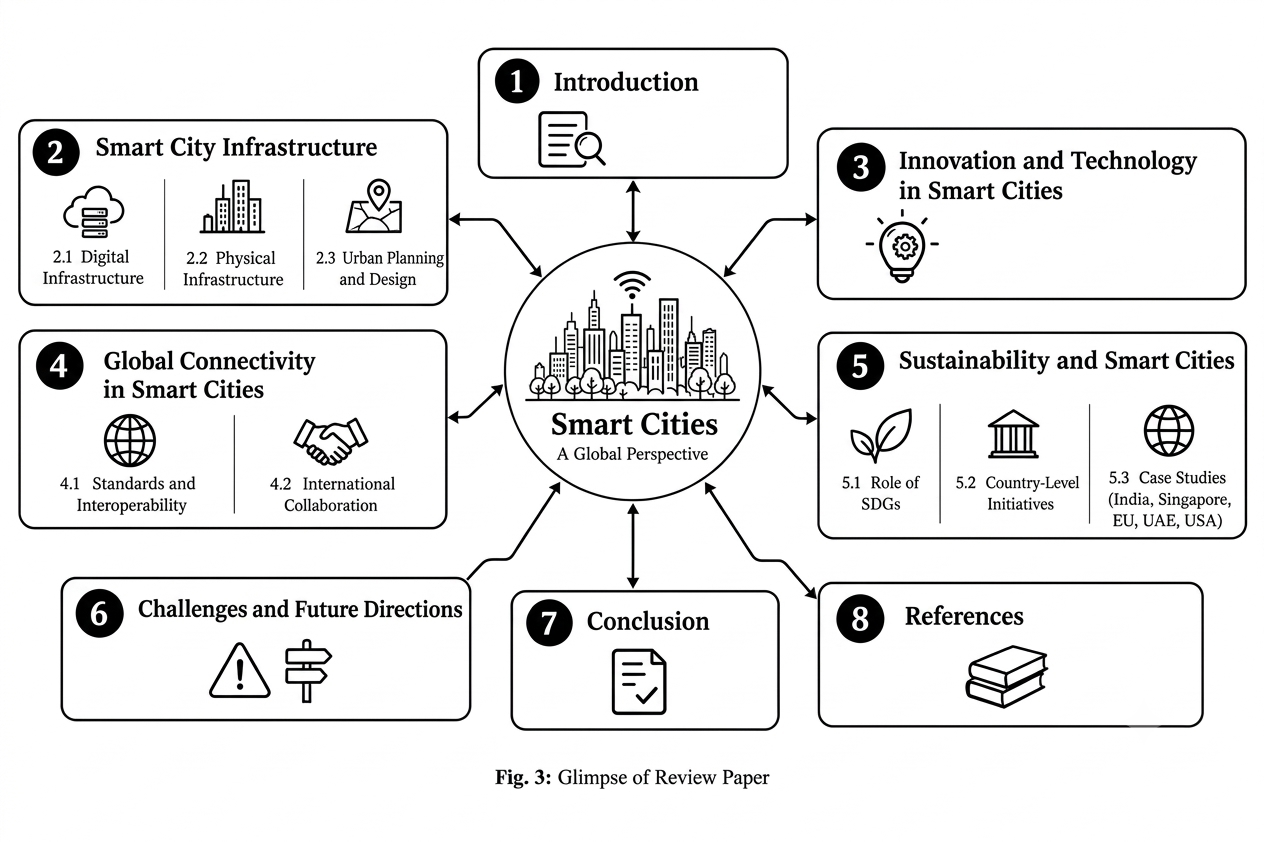 1 Introduction
2 Smart City Infrastructure
2.1 Digital
Infrastructure
2.2 Physical
Infrastructure
2.3 Urban Planning
and Design
3 Innovation and Technology
in Smart Cities
4 Global Connectivity
in Smart Cities
4.1 Standards and
Interoperability
4.2 International
Collaboration
Smart Cities
A Global Perspective
5 Sustainability and Smart Cities
5.1 Role of
SDGs
5.2 Country-Level
Initiatives
5.3 Case Studies
(India, Singapore,
EU, UAE, USA)
6 Challenges and Future Directions
7 Conclusion
8 References
Fig. 3: Glimpse of Review Paper